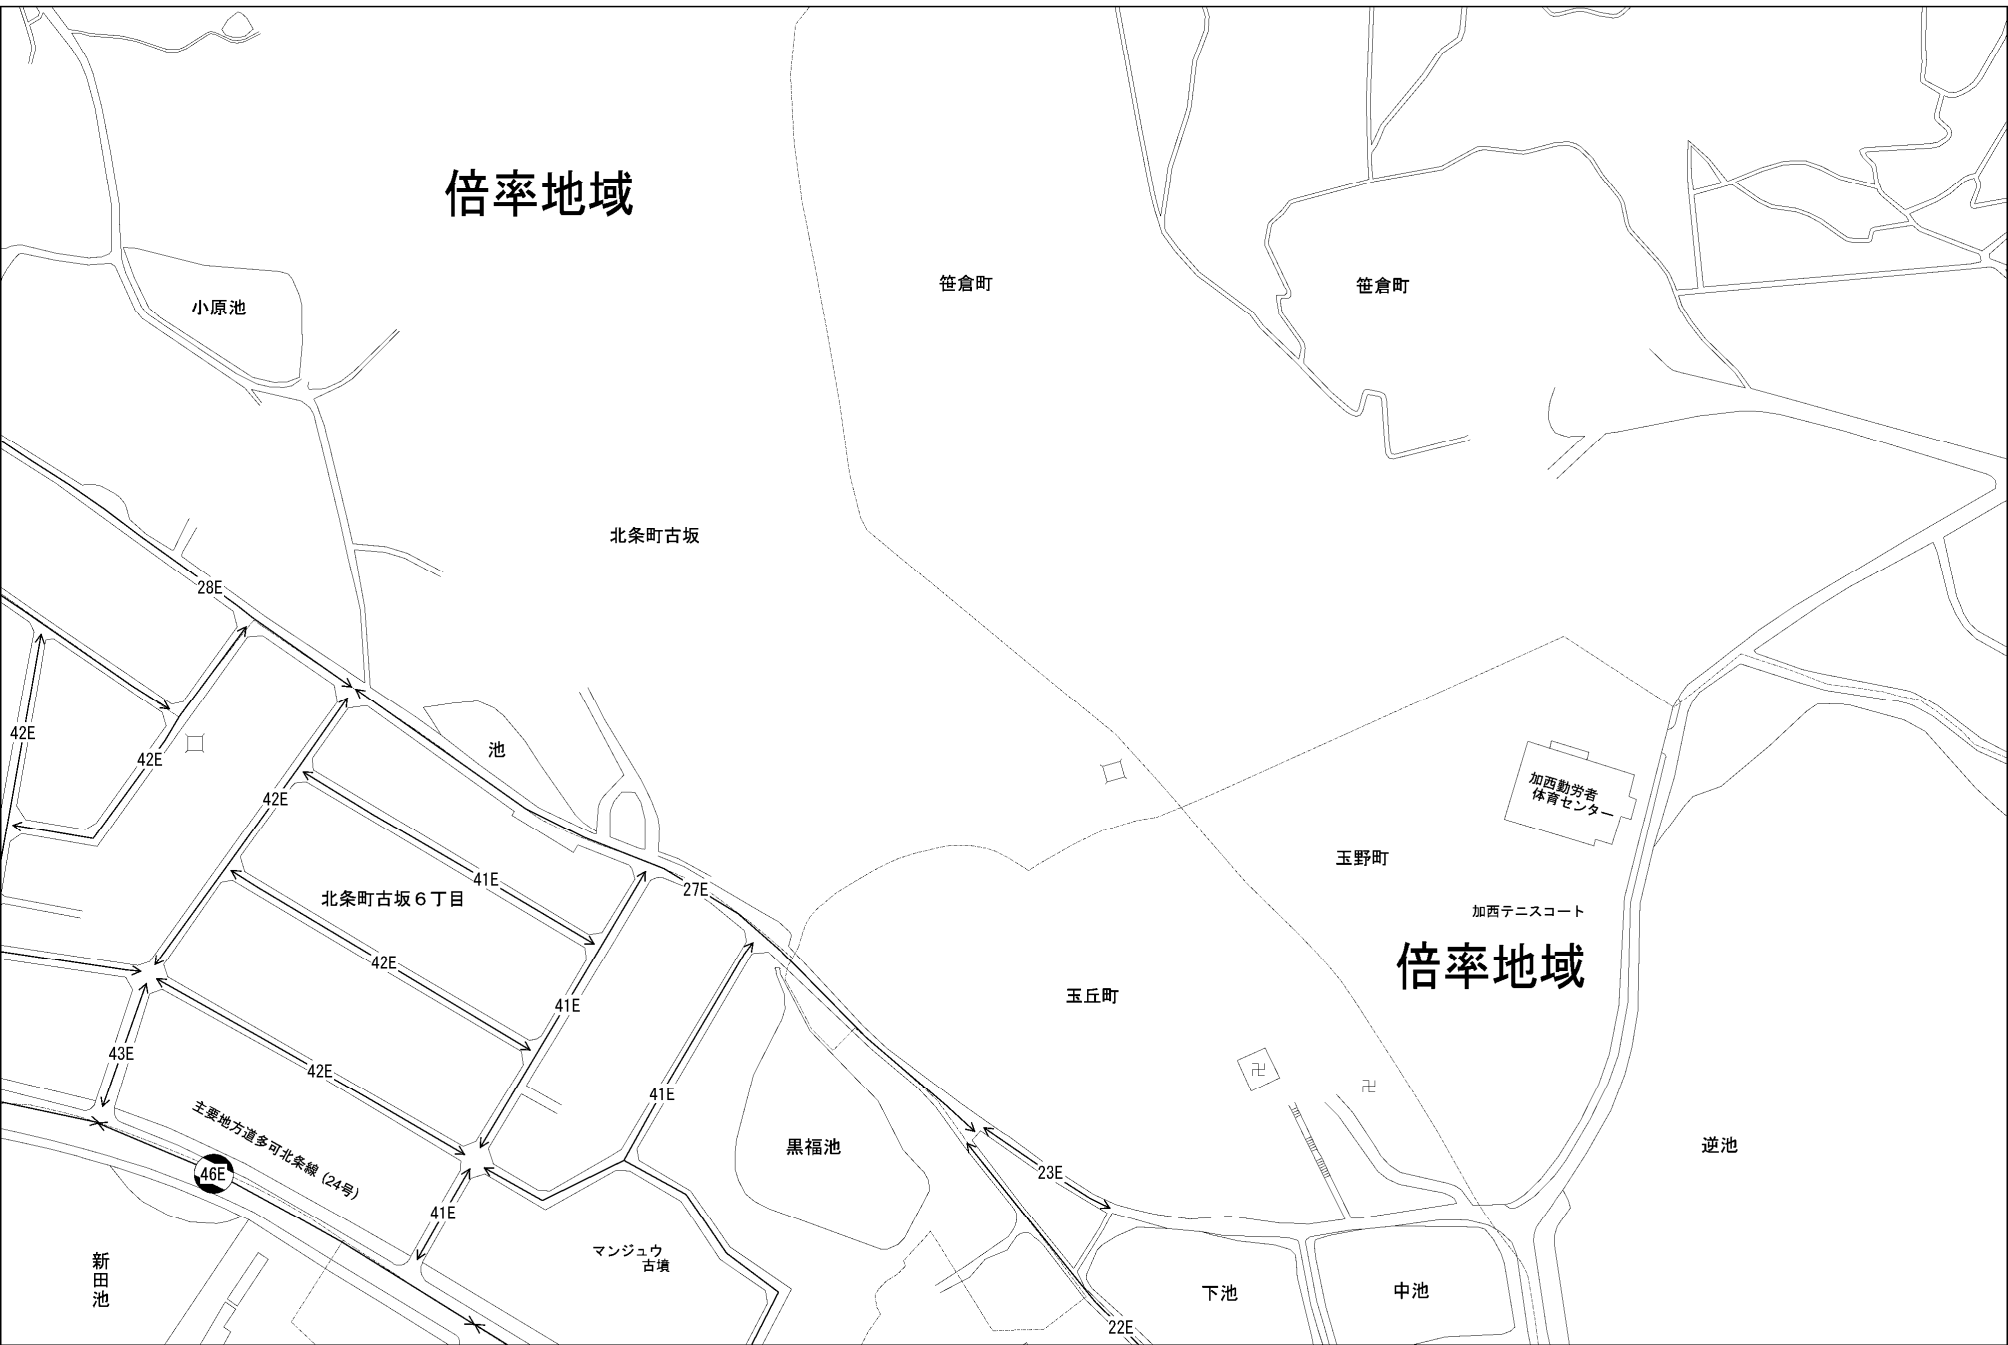 倍率地域
笹倉町
笹倉町
小原池
北条町古坂
28E
42E
42E
池
42E
加西勤労者
体育センター
玉野町
41E
27E
北条町古坂６丁目
加西テニスコート
42E
倍率地域
玉丘町
41E
43E
42E
卍
卍
41E
主要地方道多可北条線（24号）
黒福池
逆池
46E
23E
41E
マンジュウ
古墳
新田池
下池
中池
22E